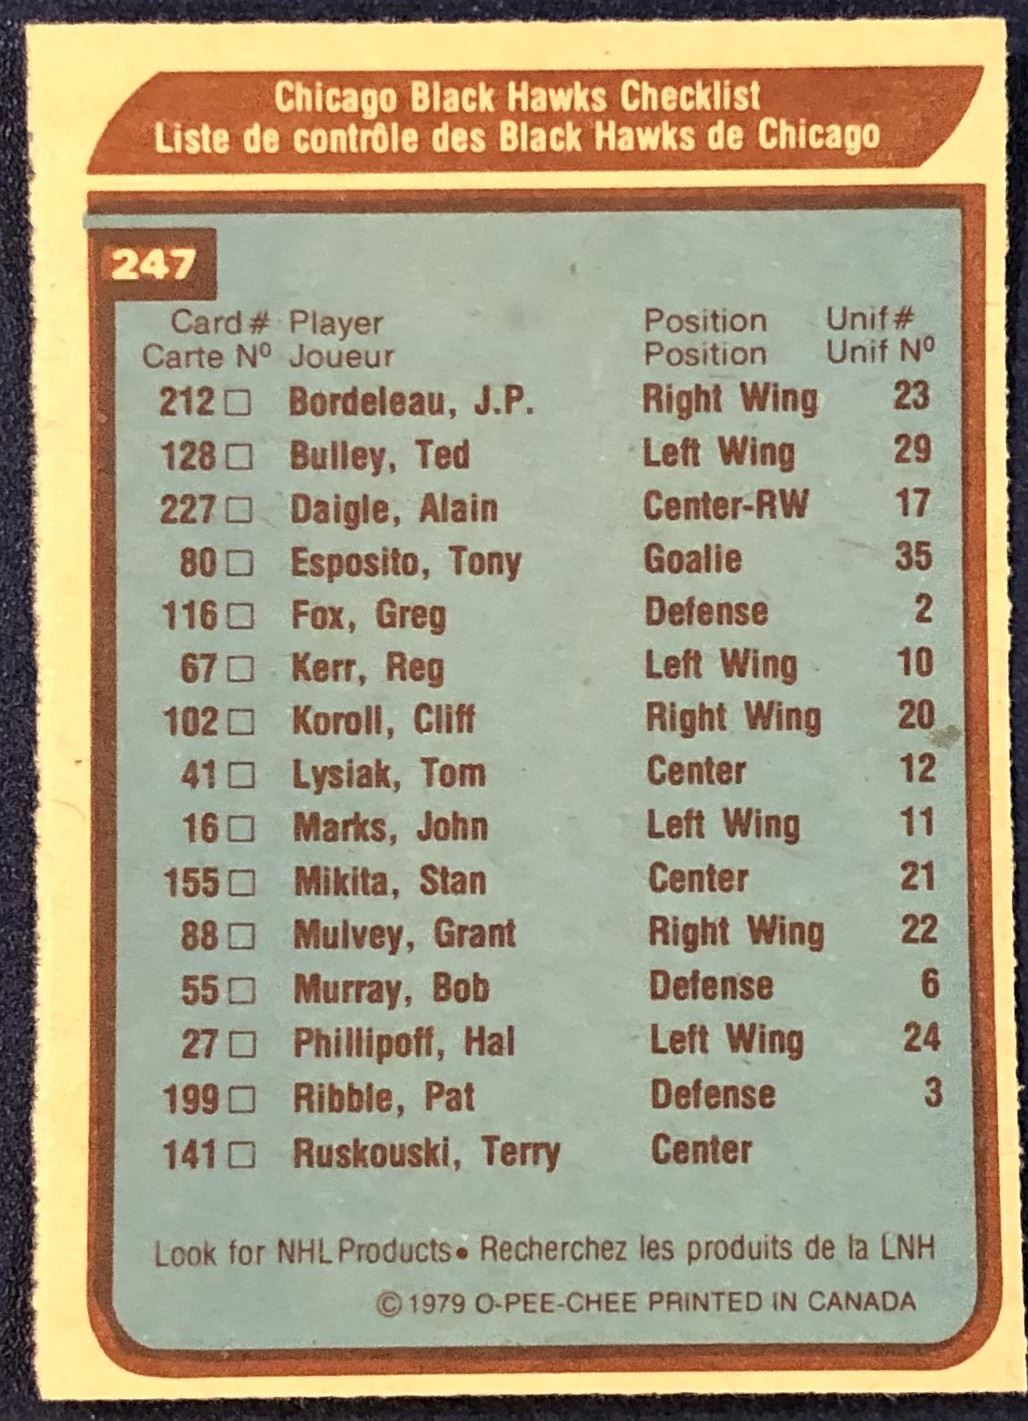 Chicago Black Hawks Checklist
Liste de contrôle des Black Hawks de Chicago
247
Card # Player Position Unif #
Carte Nº Joueur Position Unif Nº
212 □ Bordeleau, J.P. Right Wing 23
128 □ Bulley, Ted Left Wing 29
227 □ Daigle, Alain Center-RW 17
80 □ Esposito, Tony Goalie 35
116 □ Fox, Greg Defense 2
67 □ Kerr, Reg Left Wing 10
102 □ Koroll, Cliff Right Wing 20
41 □ Lysiak, Tom Center 12
16 □ Marks, John Left Wing 11
155 □ Mikita, Stan Center 21
88 □ Mulvey, Grant Right Wing 22
55 □ Murray, Bob Defense 6
27 □ Phillipoff, Hal Left Wing 24
199 □ Ribble, Pat Defense 3
141 □ Ruskouski, Terry Center
Look for NHL Products • Recherchez les produits de la LNH
© 1979 O-PEE-CHEE PRINTED IN CANADA